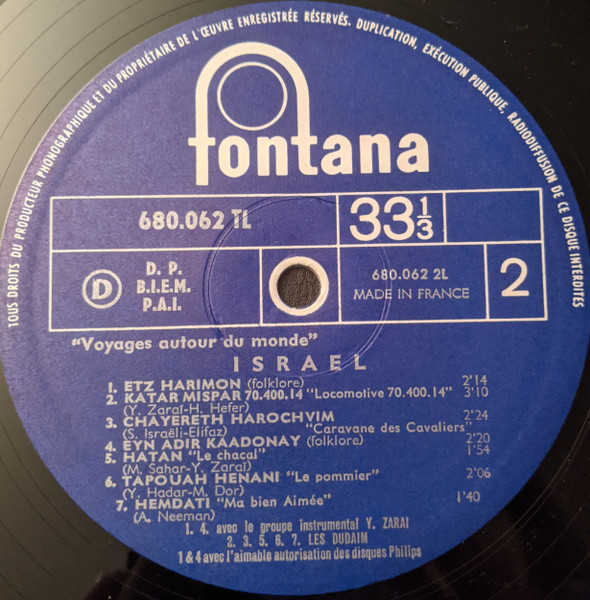 TOUS DROITS DU PRODUCTEUR PHONOGRAPHIQUE ET DU PROPRIÉTAIRE DE L'ŒUVRE ENREGISTRÉE RÉSERVÉS. DUPLICATION, EXÉCUTION PUBLIQUE, RADIODIFFUSION DE CE DISQUE INTERDITES
fontana
680.062 TL
33 1/3
D
D. P.
B.I.E.M.
P.A.I.
680.062 2L
MADE IN FRANCE
2
"Voyages autour du monde"
ISRAEL
1. ETZ HARIMON (folklore) 2'14
2. KATAR MISPAR 70.400.14 "Locomotive 70.400.14" 3'10
(Y. Zaraï-H. Hefer)
3. CHAYERETH HAROCHVIM 2'24
(S. Israëli-Elifaz) "Caravane des Cavaliers"
4. EYN ADIR KAADONAY (folklore) 2'20
5. HATAN "Le chacal" 1'54
(M. Sahar-Y. Zaraï)
6. TAPOUAH HENANI "Le pommier" 2'06
(Y. Hadar-M. Dor)
7. HEMDATI "Ma bien Aimée" 1'40
(A. Neeman)
1. 4. avec le groupe instrumental Y. ZARAI
2. 3. 5. 6. 7. LES DUDAIM
1 & 4 avec l'aimable autorisation des disques Philips